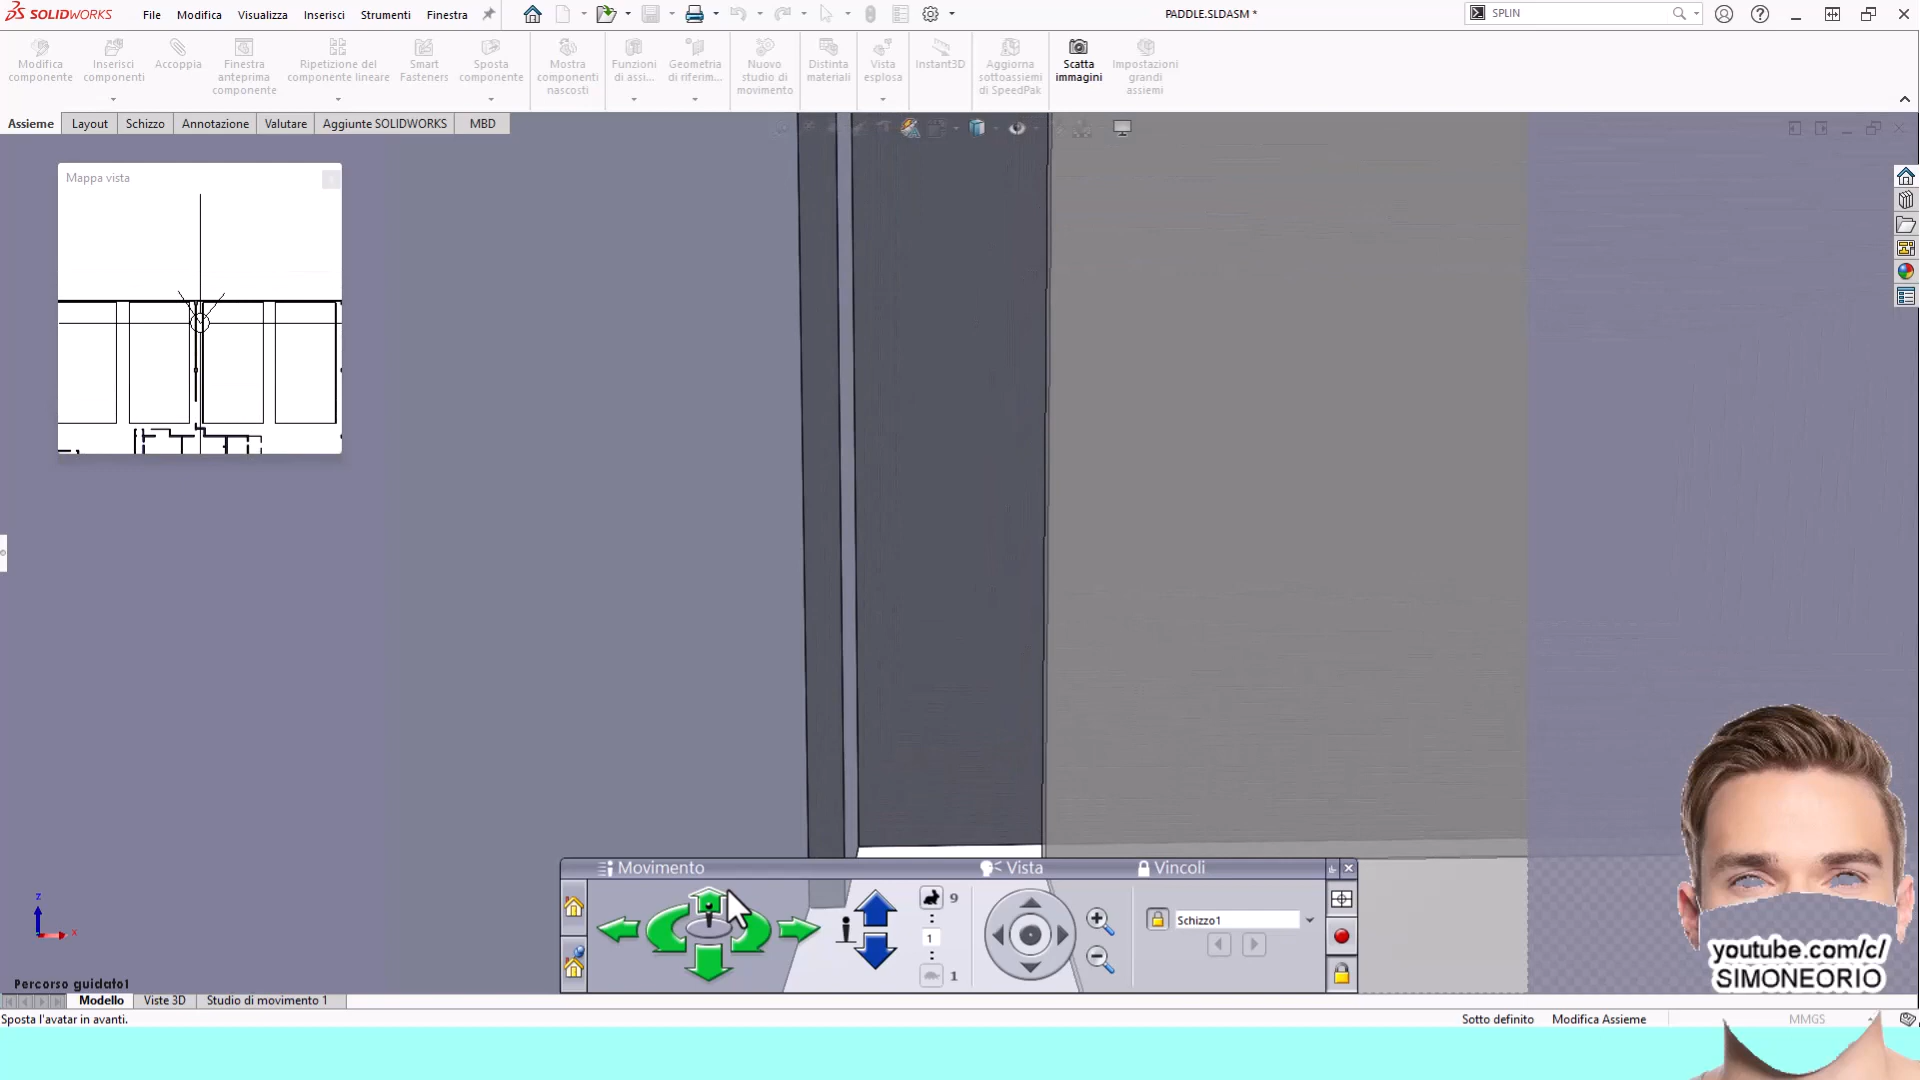 SOLIDWORKS
File Modifica Visualizza Inserisci Strumenti Finestra
PADDLE.SLDASM *
SPLIN
Modifica componente
Inserisci componenti
Accoppia
Finestra anteprima componente
Ripetizione del componente lineare
Smart Fasteners
Sposta componente
Mostra componenti nascosti
Funzioni di assi...
Geometria di riferim...
Nuovo studio di movimento
Distinta materiali
Vista esplosa
Instant3D
Aggiorna sottoassiemi di SpeedPak
Scatta immagini
Impostazioni grandi assiemi
Assieme Layout Schizzo Annotazione Valutare Aggiunte SOLIDWORKS MBD
Mappa vista
Movimento Vista Vincoli
9
1
1
Schizzo1
z
x
Percorso guidato1
Modello Viste 3D Studio di movimento 1
Sposta l'avatar in avanti.
Sotto definito Modifica Assieme MMGS
youtube.com/c/
SIMONEORIO